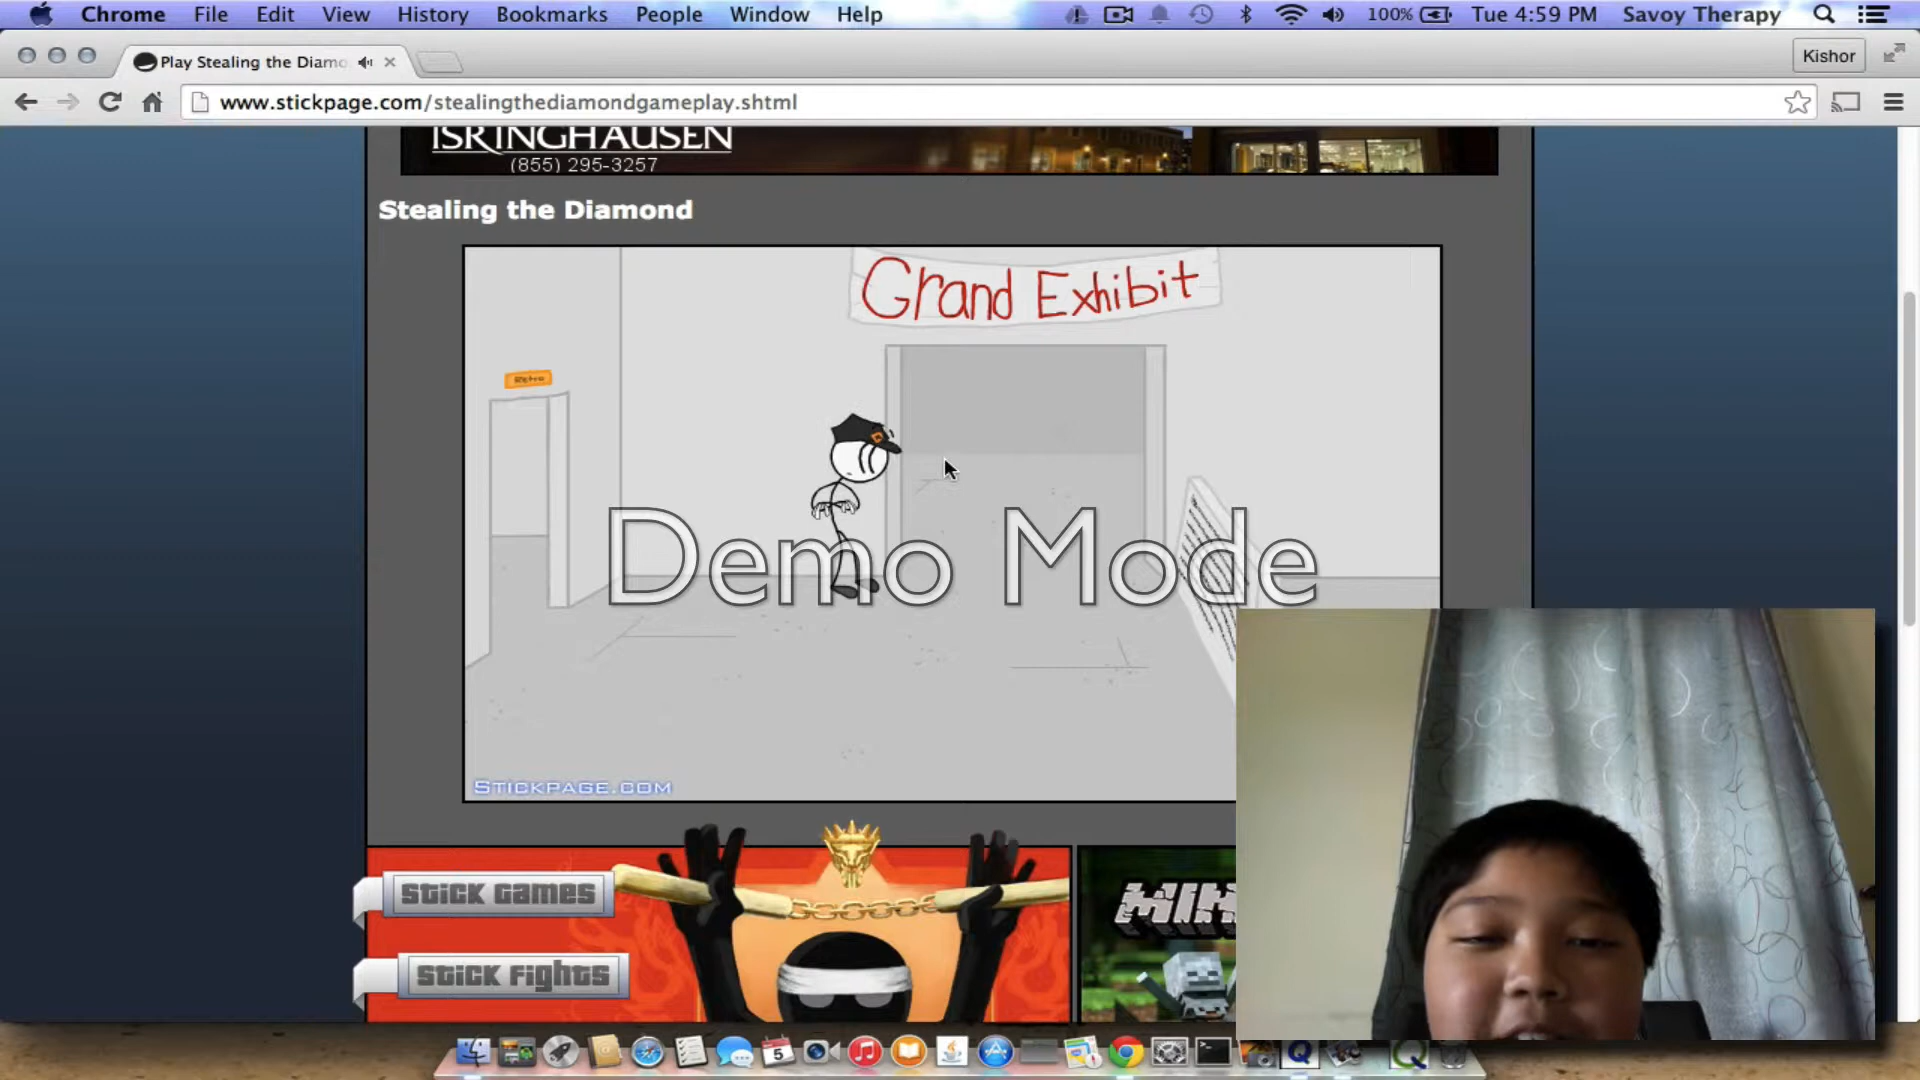 Chrome File Edit View History Bookmarks People Window Help 100% Tue 4:59 PM Savoy Therapy
Play Stealing the Diamo
Kishor
www.stickpage.com/stealingthediamondgameplay.shtml
ISRINGHAUSEN
(855) 295-3257
Stealing the Diamond
Grand Exhibit
Demo Mode
STICKPAGE.COM
Stick Games
Stick Fights
MIN
5